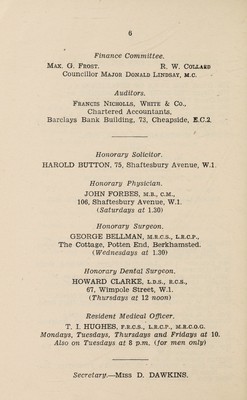 6
Finance Committee.
MAX. G. FROST. R. W. COLLARD
Councillor MAJOR DONALD LINDSAY, M.C.
Auditors.
FRANCIS NICHOLLS, WHITE & CO.,
Chartered Accountants,
Barclays Bank Building, 73, Cheapside, E.C.2.
Honorary Solicitor.
HAROLD BUTTON, 75, Shaftesbury Avenue, W.1.
Honorary Physician.
JOHN FORBES, M.B., C.M.,
106, Shaftesbury Avenue, W.1.
(Saturdays at 1.30)
Honorary Surgeon.
GEORGE BELLMAN, M.R.C.S., L.R.C.P.,
The Cottage, Potten End, Berkhamsted.
(Wednesdays at 1.30)
Honorary Dental Surgeon.
HOWARD CLARKE, L.D.S., R.C.S.,
67, Wimpole Street, W.1.
(Thursdays at 12 noon)
Resident Medical Officer.
T. I. HUGHES, F.R.C.S., L.R.C.P., M.R.C.O.G.
Mondays, Tuesdays, Thursdays and Fridays at 10.
Also on Tuesdays at 8 p.m. (for men only)
Secretary.—MISS D. DAWKINS.